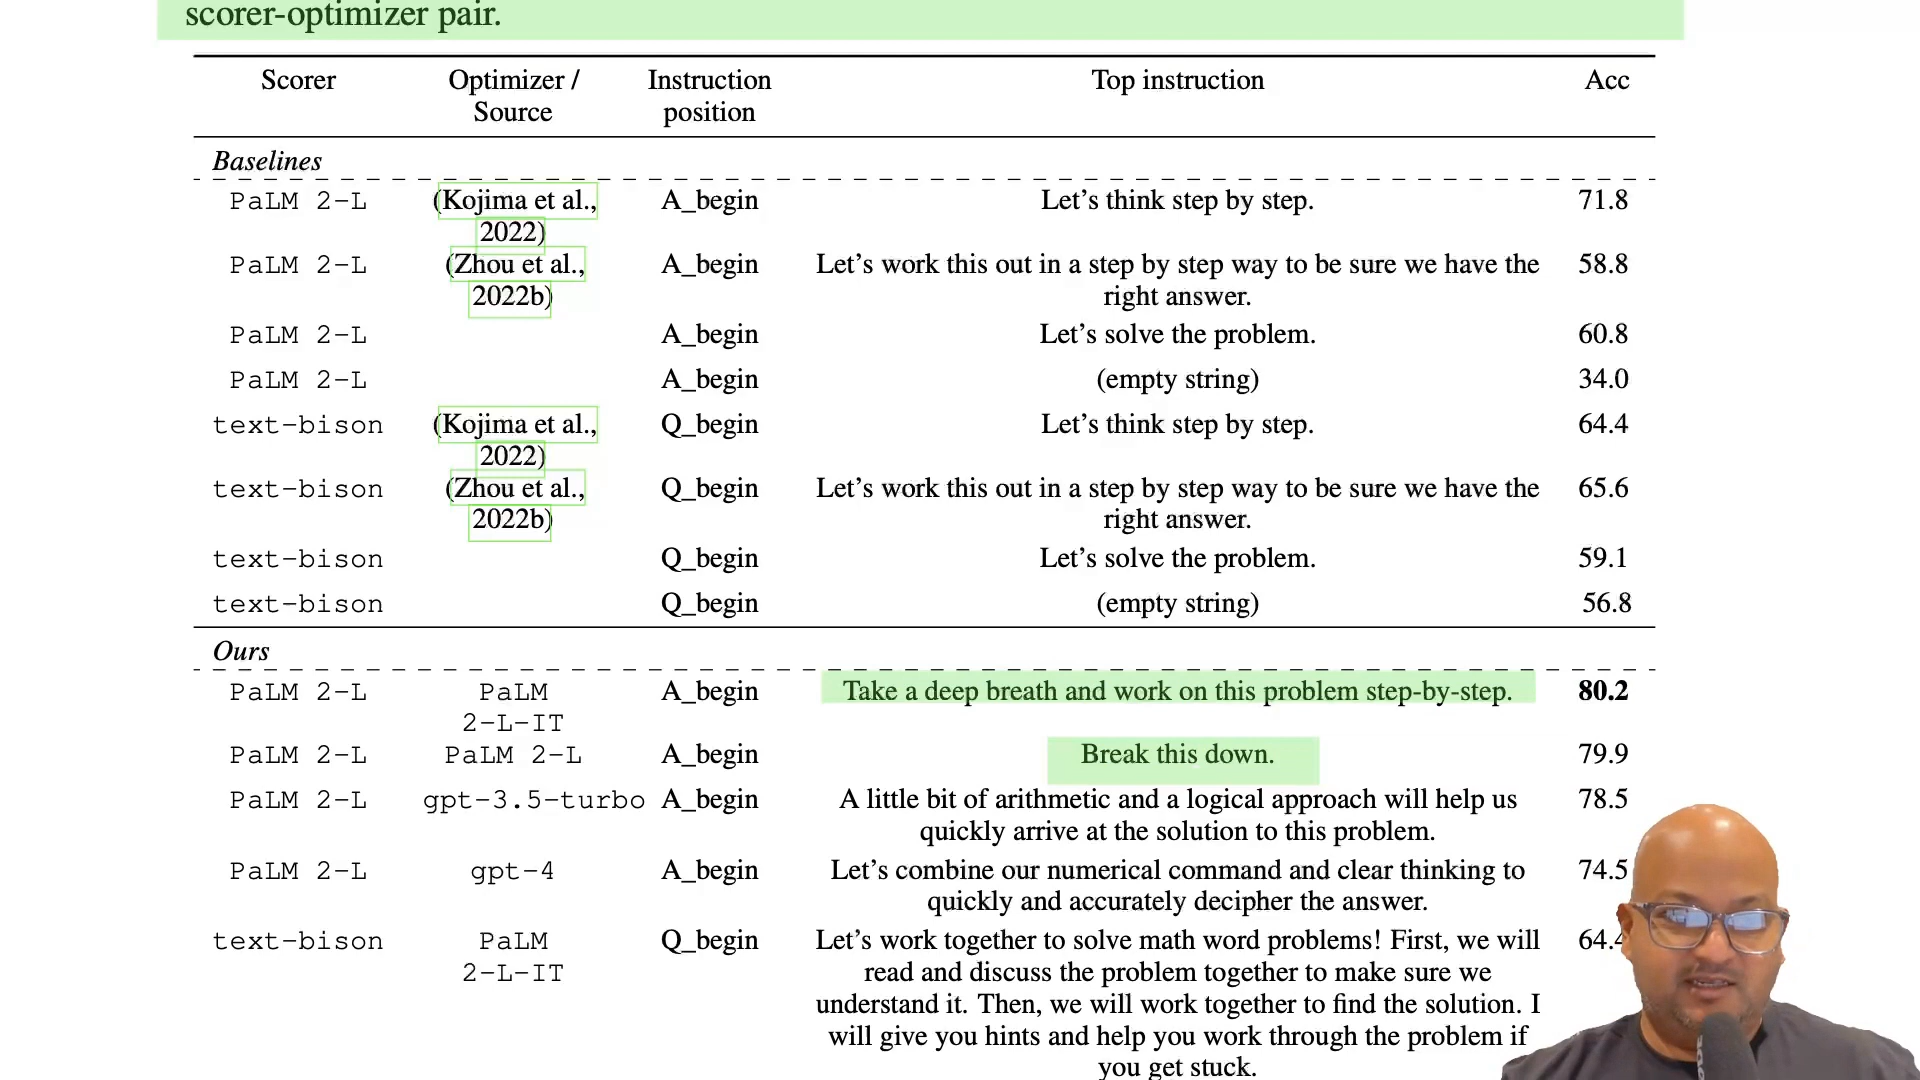 scorer-optimizer pair.
Scorer Optimizer / Instruction Top instruction Acc
Source position
Baselines
PaLM 2-L (Kojima et al., A_begin Let's think step by step. 71.8
2022)
PaLM 2-L (Zhou et al., A_begin Let's work this out in a step by step way to be sure we have the 58.8
2022b) right answer.
PaLM 2-L A_begin Let's solve the problem. 60.8
PaLM 2-L A_begin (empty string) 34.0
text-bison (Kojima et al., Q_begin Let's think step by step. 64.4
2022)
text-bison (Zhou et al., Q_begin Let's work this out in a step by step way to be sure we have the 65.6
2022b) right answer.
text-bison Q_begin Let's solve the problem. 59.1
text-bison Q_begin (empty string) 56.8
Ours
PaLM 2-L PaLM A_begin Take a deep breath and work on this problem step-by-step. 80.2
2-L-IT
PaLM 2-L PaLM 2-L A_begin Break this down. 79.9
PaLM 2-L gpt-3.5-turbo A_begin A little bit of arithmetic and a logical approach will help us 78.5
quickly arrive at the solution to this problem.
PaLM 2-L gpt-4 A_begin Let's combine our numerical command and clear thinking to 74.5
quickly and accurately decipher the answer.
text-bison PaLM Q_begin Let's work together to solve math word problems! First, we will 64.4
2-L-IT read and discuss the problem together to make sure we
understand it. Then, we will work together to find the solution. I
will give you hints and help you work through the problem if
you get stuck.